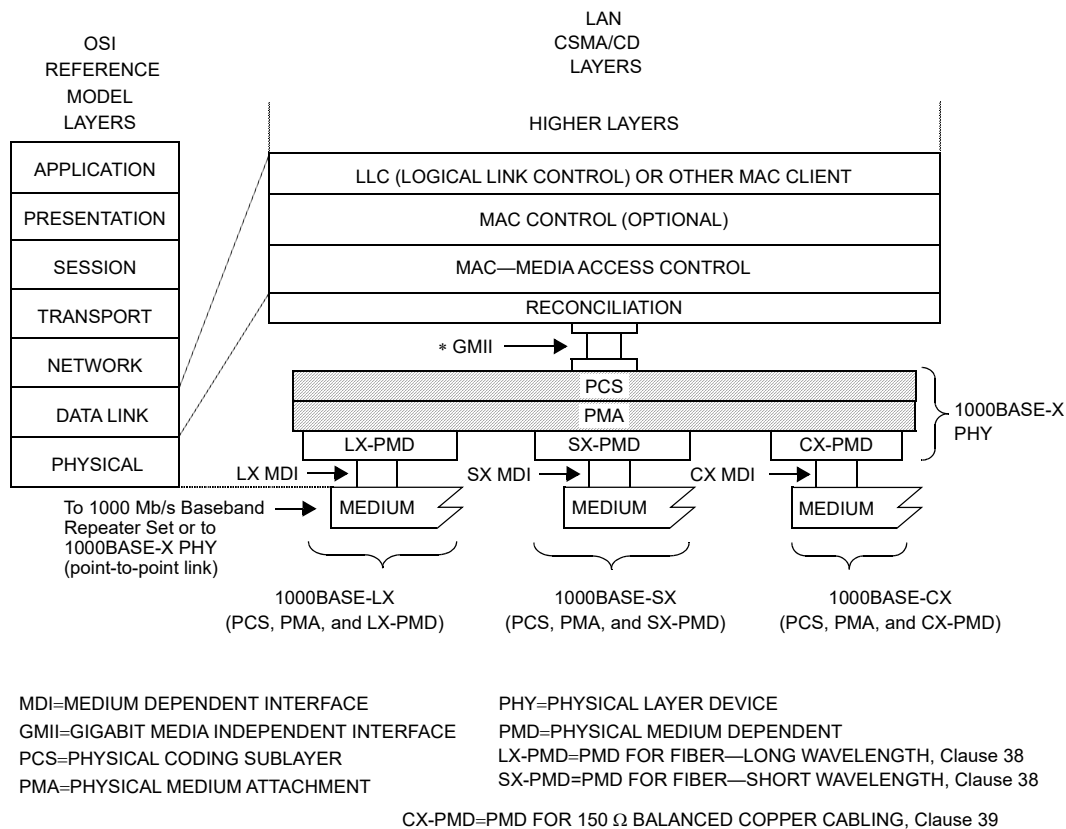 OSI
REFERENCE
MODEL
LAYERS
APPLICATION
PRESENTATION
SESSION
TRANSPORT
NETWORK
DATA LINK
PHYSICAL
LAN
CSMA/CD
LAYERS
HIGHER LAYERS
LLC (LOGICAL LINK CONTROL) OR OTHER MAC CLIENT
MAC CONTROL (OPTIONAL)
MAC—MEDIA ACCESS CONTROL
RECONCILIATION
* GMII
PCS
PMA
1000BASE-X
PHY
LX-PMD
SX-PMD
CX-PMD
LX MDI
SX MDI
CX MDI
MEDIUM
MEDIUM
MEDIUM
To 1000 Mb/s Baseband
Repeater Set or to
1000BASE-X PHY
(point-to-point link)
1000BASE-LX
(PCS, PMA, and LX-PMD)
1000BASE-SX
(PCS, PMA, and SX-PMD)
1000BASE-CX
(PCS, PMA, and CX-PMD)
MDI=MEDIUM DEPENDENT INTERFACE
GMII=GIGABIT MEDIA INDEPENDENT INTERFACE
PCS=PHYSICAL CODING SUBLAYER
PMA=PHYSICAL MEDIUM ATTACHMENT
PHY=PHYSICAL LAYER DEVICE
PMD=PHYSICAL MEDIUM DEPENDENT
LX-PMD=PMD FOR FIBER—LONG WAVELENGTH, Clause 38
SX-PMD=PMD FOR FIBER—SHORT WAVELENGTH, Clause 38
CX-PMD=PMD FOR 150 Ω BALANCED COPPER CABLING, Clause 39